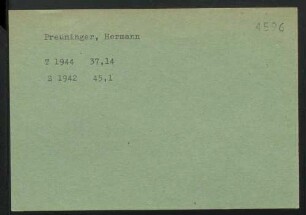 4596
Preuninger, Hermann
T 1944 37,14
Z 1942 45,1